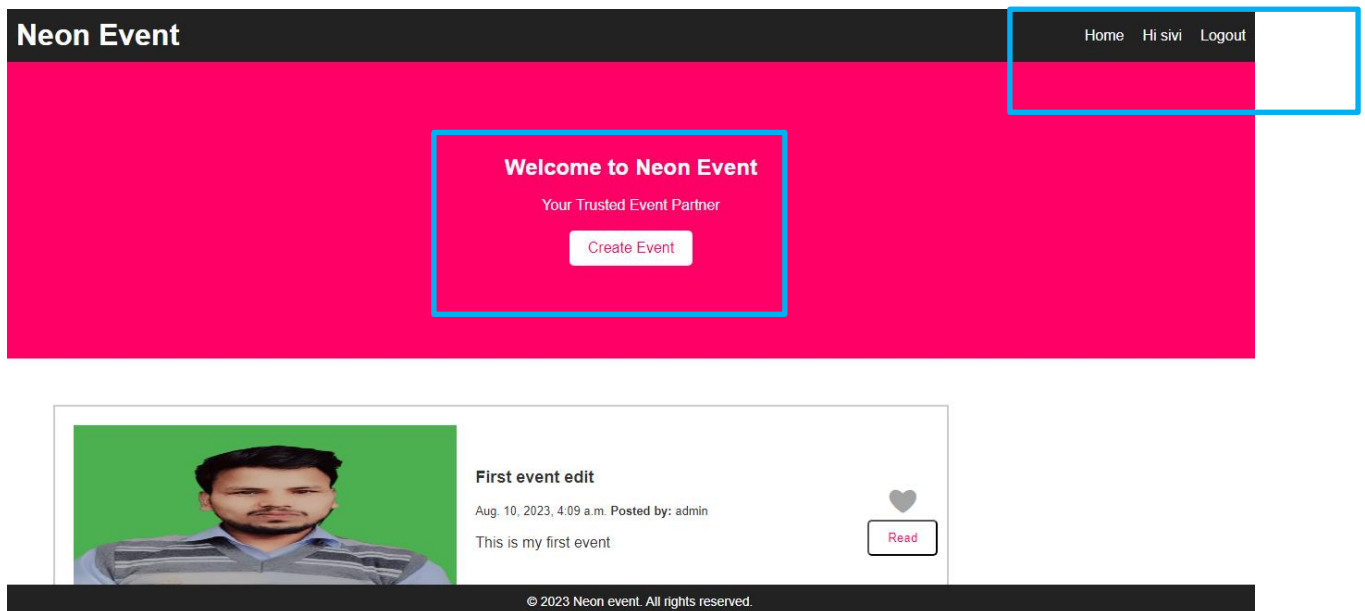 Neon Event
Home Hi sivi Logout
Welcome to Neon Event
Your Trusted Event Partner
Create Event
First event edit
Aug. 10, 2023, 4:09 a.m. Posted by: admin
This is my first event
Read
© 2023 Neon event. All rights reserved.